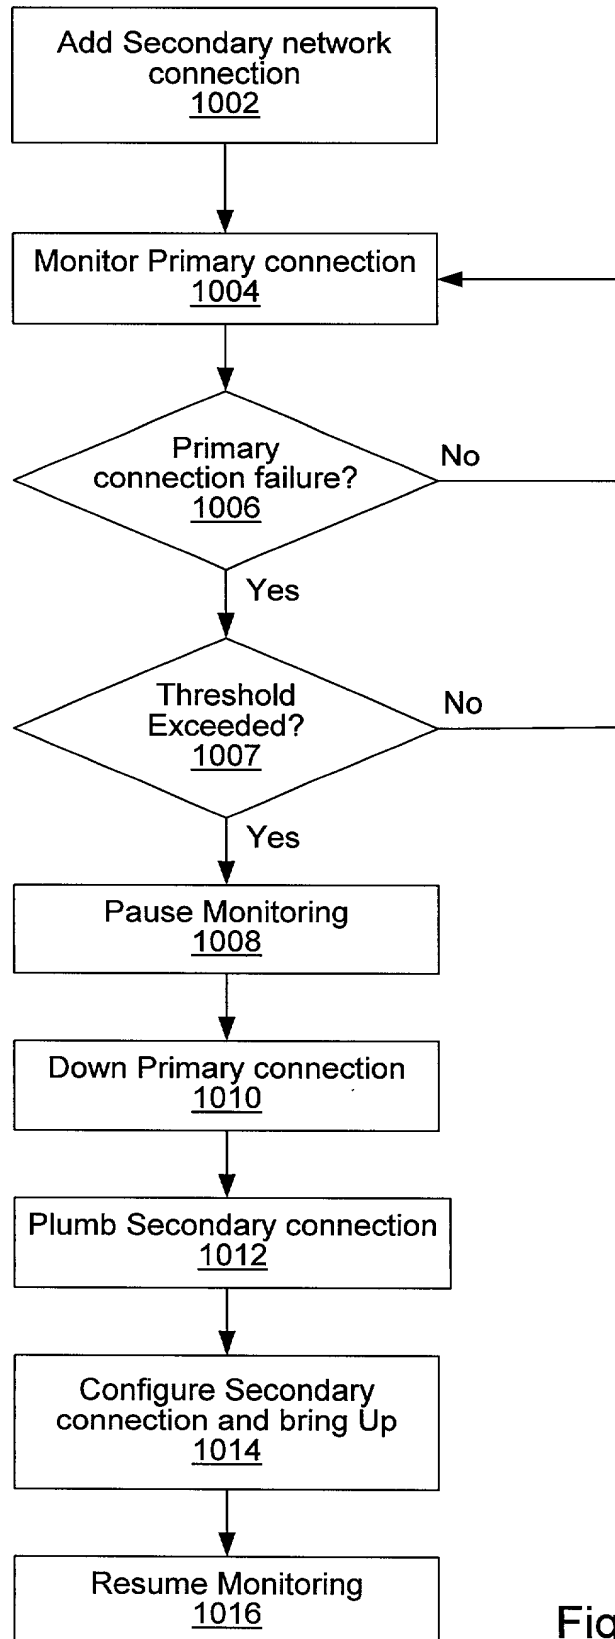 Add Secondary network
connection
1002
Monitor Primary connection
1004
Primary
connection failure?
1006
No
Yes
Threshold
Exceeded?
1007
No
Yes
Pause Monitoring
1008
Down Primary connection
1010
Plumb Secondary connection
1012
Configure Secondary
connection and bring Up
1014
Resume Monitoring
1016
Fig